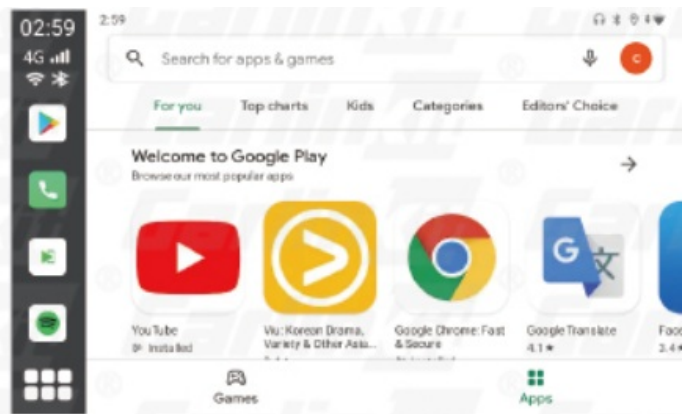 02:59
4G
2:59
Search for apps & games
C
For you Top charts Kids Categories Editors' Choice
Welcome to Google Play
Browse our most popular apps
YouTube
Installed
Viu: Korean Drama,
Variety & Other Asia...
Google Chrome: Fast
& Secure
Google Translate
4.1★
3.4★
Games
Apps
Carlinkit